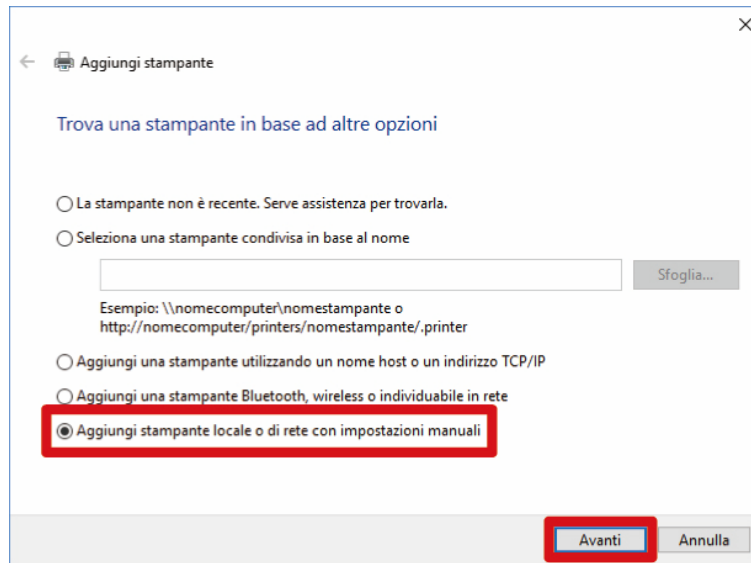 Aggiungi stampante
Trova una stampante in base ad altre opzioni
La stampante non è recente. Serve assistenza per trovarla.
Seleziona una stampante condivisa in base al nome
Sfoglia...
Esempio: \\nomecomputer\nomestampante o
http://nomecomputer/printers/nomestampante/.printer
Aggiungi una stampante utilizzando un nome host o un indirizzo TCP/IP
Aggiungi una stampante Bluetooth, wireless o individuabile in rete
Aggiungi stampante locale o di rete con impostazioni manuali
Avanti Annulla